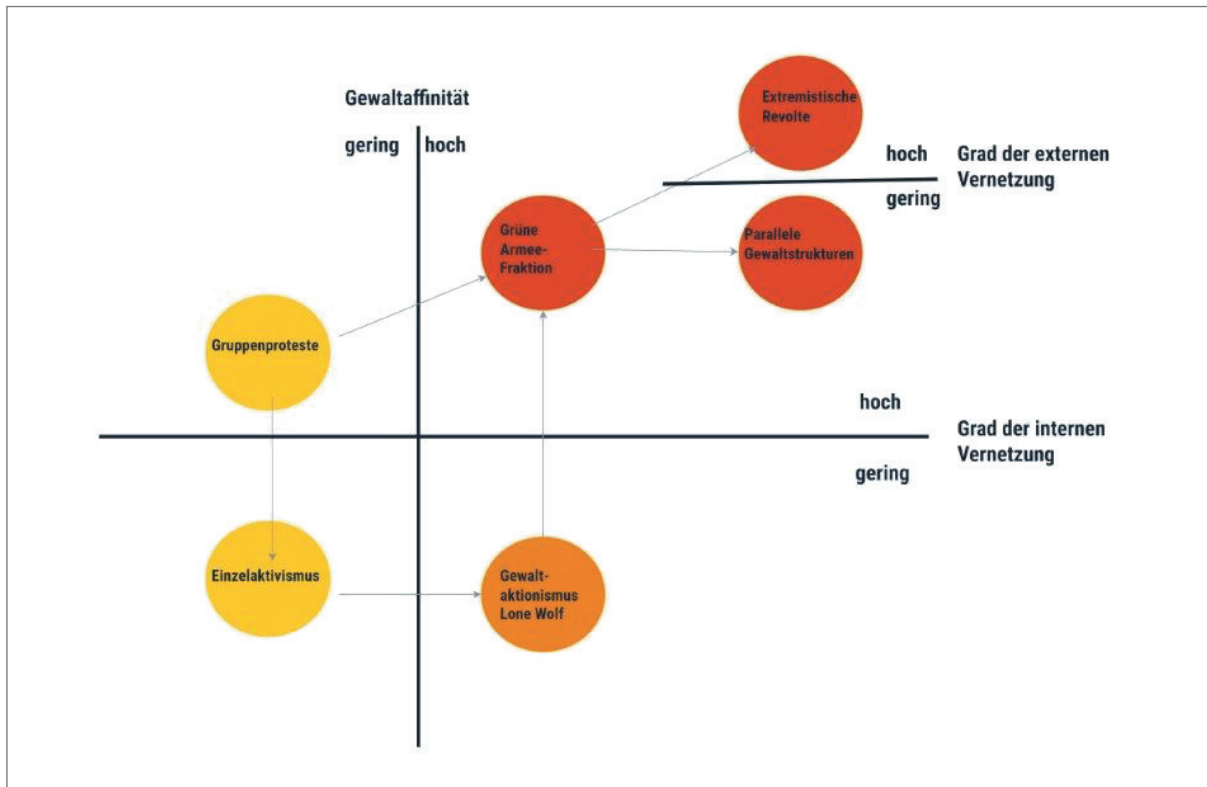 Gewaltaffinität
gering hoch
Extremistische
Revolte
hoch
gering
Grad der externen
Vernetzung
Grüne
Armee-
Fraktion
Parallele
Gewaltstrukturen
Gruppenproteste
hoch
gering
Grad der internen
Vernetzung
Einzelaktivismus
Gewalt-
aktionismus
Lone Wolf